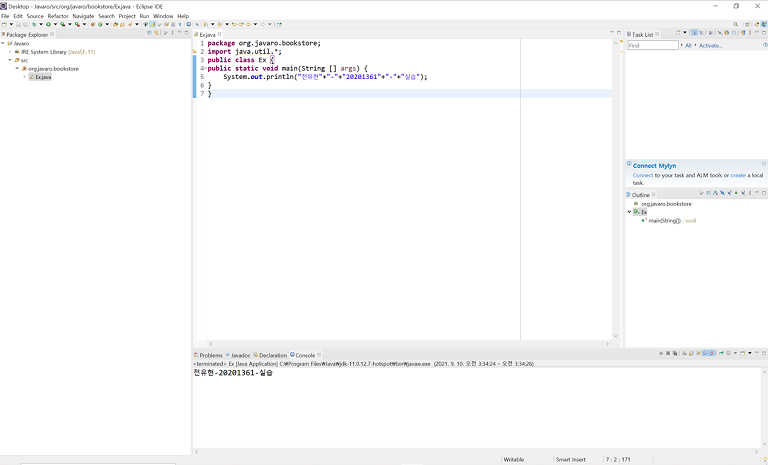 Desktop - Javaro/src/org/javaro/bookstore/Ex.java - Eclipse IDE
File Edit Source Refactor Navigate Search Project Run Window Help
Package Explorer
Javaro
JRE System Library [JavaSE-11]
src
org.javaro.bookstore
Ex.java
Ex.java
1 package org.javaro.bookstore;
2 import java.util.*;
3 public class Ex {
4 public static void main(String [] args) {
5 System.out.println("전유현"+"-"+"20201361"+"-"+"실습");
6 }
7 }
Task List
Find
All
Activate...
Connect Mylyn
Connect to your task and ALM tools or create a local
task.
Outline
org.javaro.bookstore
Ex
main(String[]) : void
Problems Javadoc Declaration Console
<terminated> Ex [Java Application] C:₩Program Files₩Java₩jdk-11.0.12.7-hotspot₩bin₩javaw.exe (2021. 9. 10. 오전 3:34:24 – 오전 3:34:26)
전유현-20201361-실습
Writable
Smart Insert
7 : 2 : 171